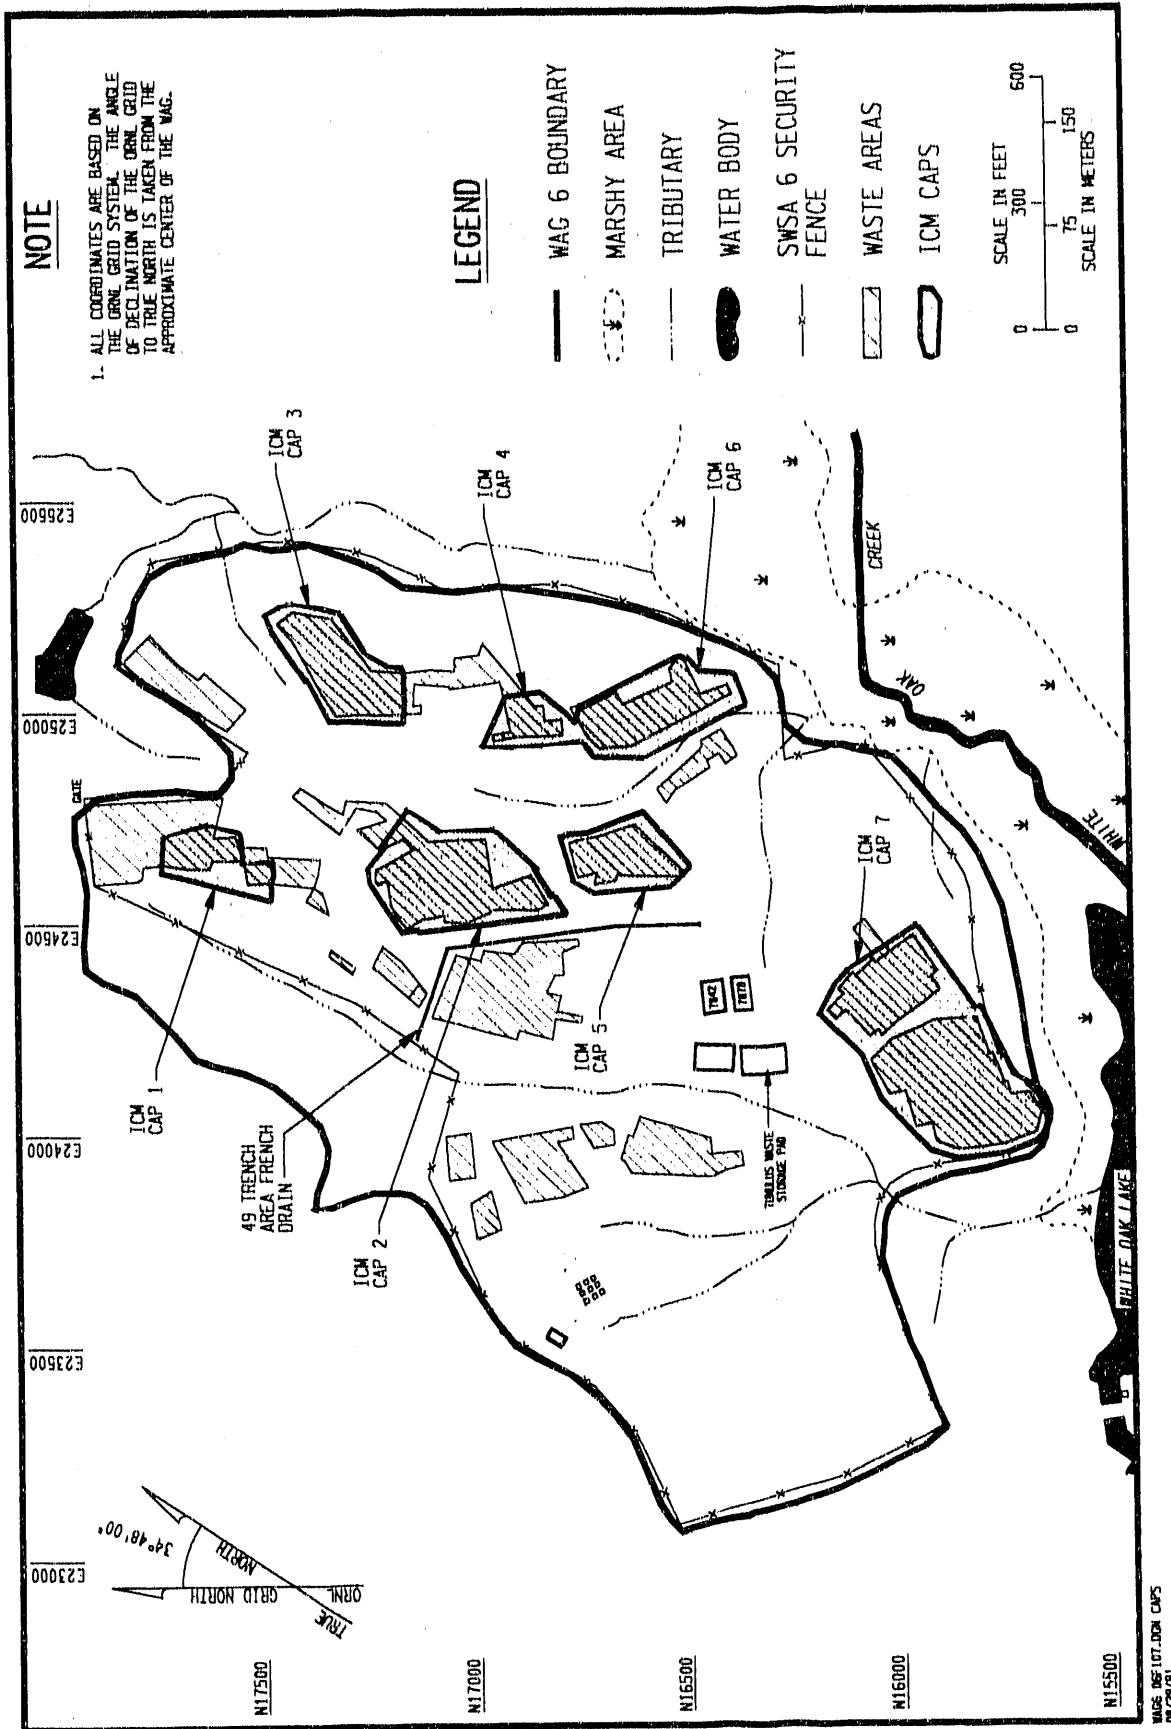 NOTE
1. ALL COORDINATES ARE BASED ON
THE ORNL GRID SYSTEM. THE ANGLE
OF DECLINATION OF THE ORNL GRID
TO TRUE NORTH IS TAKEN FROM THE
APPROXIMATE CENTER OF THE WAG.
LEGEND
WAG 6 BOUNDARY
MARSHY AREA
TRIBUTARY
WATER BODY
SWSA 6 SECURITY
FENCE
WASTE AREAS
ICM CAPS
SCALE IN FEET
0 300 600
0 75 150
SCALE IN METERS
E25500
E25000
E24500
E24000
E23500
E23000
N17500
N17000
N16500
N16000
N15500
ICM
CAP 3
ICM
CAP 4
ICM
CAP 6
ICM
CAP 7
ICM
CAP 5
ICM
CAP 1
ICM
CAP 2
49 TRENCH
AREA FRENCH
DRAIN
GATE
7842
7878
TUMULUS WASTE
STORAGE PAD
WHITE
OAK
CREEK
WHITE OAK LAKE
34°48'00"
TRUE
NORTH
ORNL
GRID NORTH
CAPS